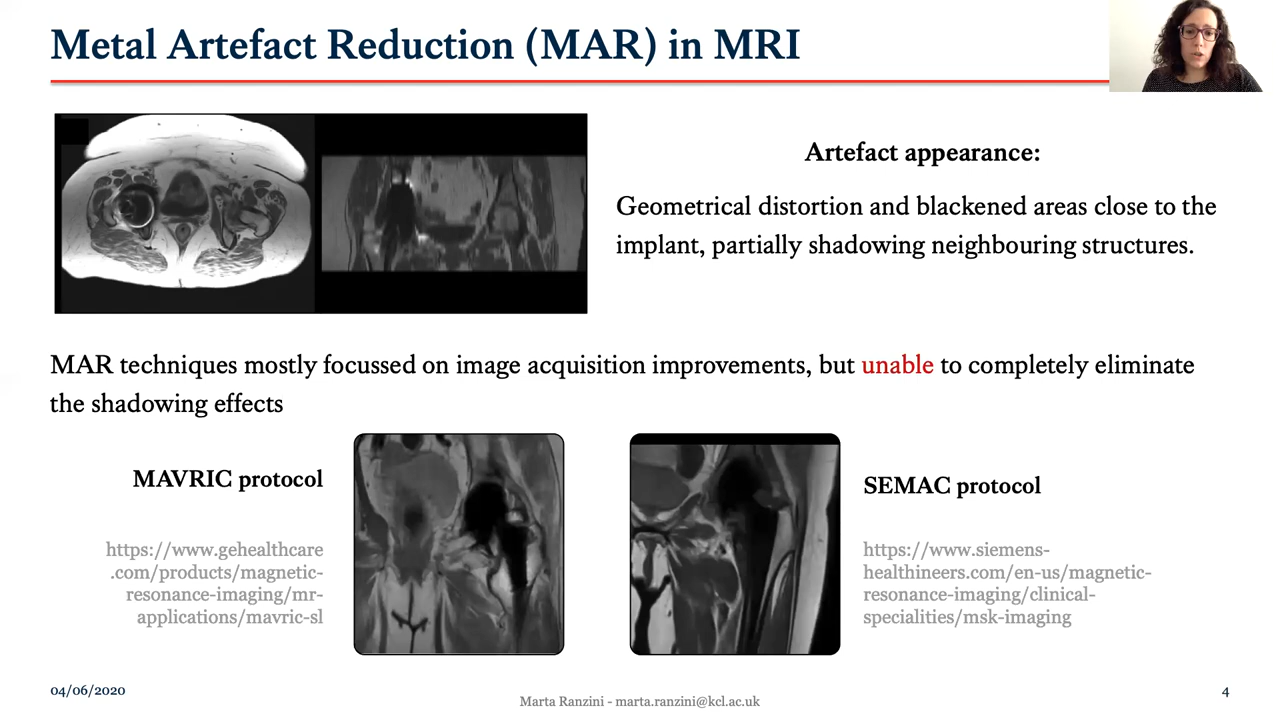 Metal Artefact Reduction (MAR) in MRI
Artefact appearance:
Geometrical distortion and blackened areas close to the
implant, partially shadowing neighbouring structures.
MAR techniques mostly focussed on image acquisition improvements, but unable to completely eliminate
the shadowing effects
MAVRIC protocol
https://www.gehealthcare
.com/products/magnetic-
resonance-imaging/mr-
applications/mavric-sl
SEMAC protocol
https://www.siemens-
healthineers.com/en-us/magnetic-
resonance-imaging/clinical-
specialities/msk-imaging
04/06/2020
Marta Ranzini - marta.ranzini@kcl.ac.uk
4